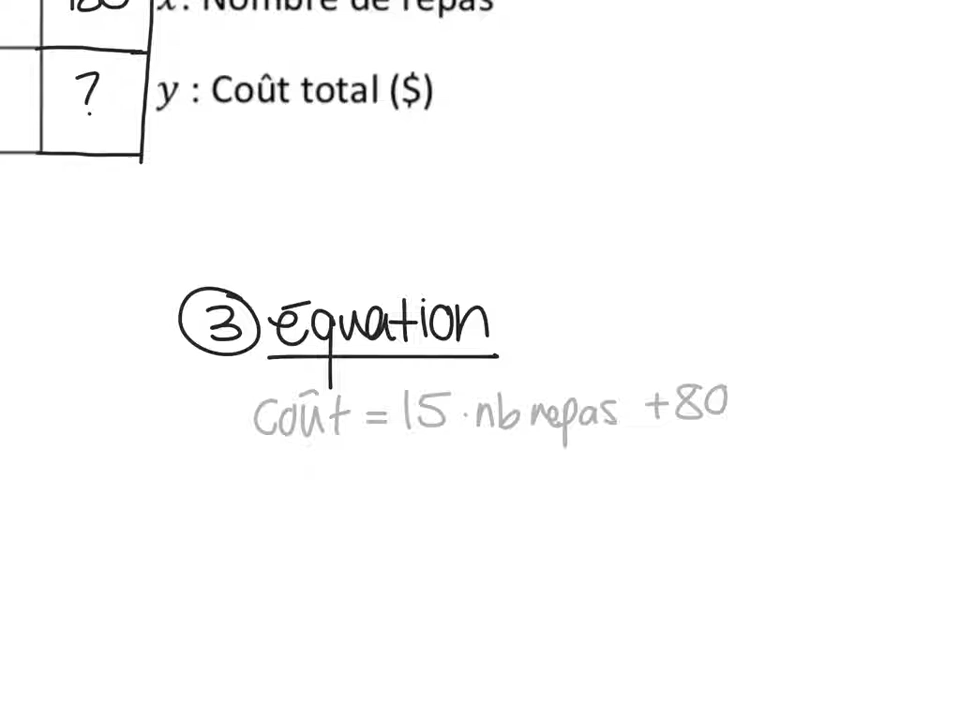 x : Nombre de repas
?
y : Coût total ($)
3 équation
Coût = 15 · nb repas + 80